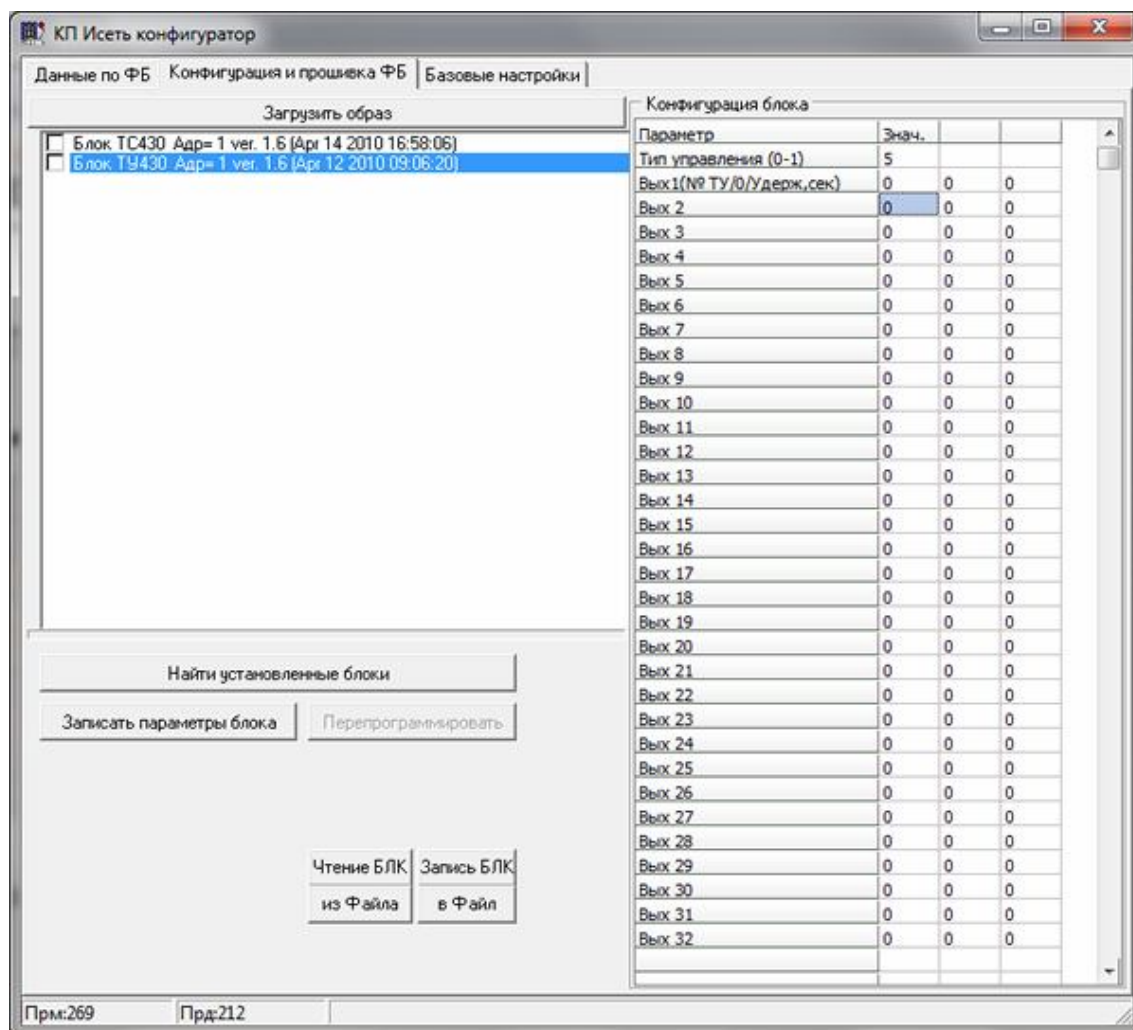 КП Исеть конфигуратор
Данные по ФБ Конфигурация и прошивка ФБ Базовые настройки
Загрузить образ
Блок ТС430 Адр= 1 ver. 1.6 (Apr 14 2010 16:58:06)
Блок ТУ430 Адр= 1 ver. 1.6 (Apr 12 2010 09:06:20)
Найти установленные блоки
Записать параметры блока Перепрограммировать
Чтение БЛК Запись БЛК
из Файла в Файл
Конфигурация блока
Параметр Знач.
Тип управления (0-1) 5
Вых1(№ ТУ/0/Удерж,сек) 0 0 0
Вых 2 0 0 0
Вых 3 0 0 0
Вых 4 0 0 0
Вых 5 0 0 0
Вых 6 0 0 0
Вых 7 0 0 0
Вых 8 0 0 0
Вых 9 0 0 0
Вых 10 0 0 0
Вых 11 0 0 0
Вых 12 0 0 0
Вых 13 0 0 0
Вых 14 0 0 0
Вых 15 0 0 0
Вых 16 0 0 0
Вых 17 0 0 0
Вых 18 0 0 0
Вых 19 0 0 0
Вых 20 0 0 0
Вых 21 0 0 0
Вых 22 0 0 0
Вых 23 0 0 0
Вых 24 0 0 0
Вых 25 0 0 0
Вых 26 0 0 0
Вых 27 0 0 0
Вых 28 0 0 0
Вых 29 0 0 0
Вых 30 0 0 0
Вых 31 0 0 0
Вых 32 0 0 0
Прм:269 Прд:212